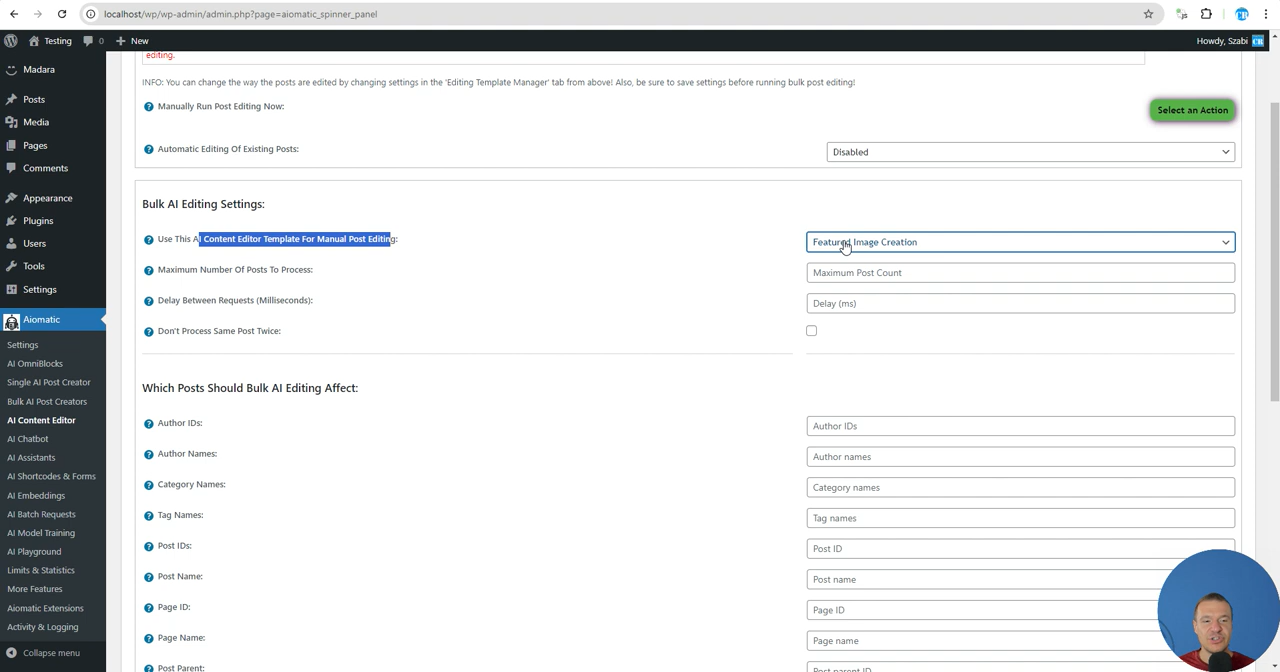 localhost/wp/wp-admin/admin.php?page=aiomatic_spinner_panel
Testing
0
New
Howdy, Szabi
CR
Madara
Posts
Media
Pages
Comments
Appearance
Plugins
Users
Tools
Settings
Aiomatic
Settings
AI OmniBlocks
Single AI Post Creator
Bulk AI Post Creators
AI Content Editor
AI Chatbot
AI Assistants
AI Shortcodes & Forms
AI Embeddings
AI Batch Requests
AI Model Training
AI Playground
Limits & Statistics
More Features
Aiomatic Extensions
Activity & Logging
Collapse menu
editing.
INFO: You can change the way the posts are edited by changing settings in the 'Editing Template Manager' tab from above! Also, be sure to save settings before running bulk post editing!
Manually Run Post Editing Now:
Select an Action
Automatic Editing Of Existing Posts:
Disabled
Bulk AI Editing Settings:
Use This AI Content Editor Template For Manual Post Editing:
Featured Image Creation
Maximum Number Of Posts To Process:
Maximum Post Count
Delay Between Requests (Milliseconds):
Delay (ms)
Don't Process Same Post Twice:
Which Posts Should Bulk AI Editing Affect:
Author IDs:
Author IDs
Author Names:
Author names
Category Names:
Category names
Tag Names:
Tag names
Post IDs:
Post ID
Post Name:
Post name
Page ID:
Page ID
Page Name:
Page name
Post Parent:
Post parent ID